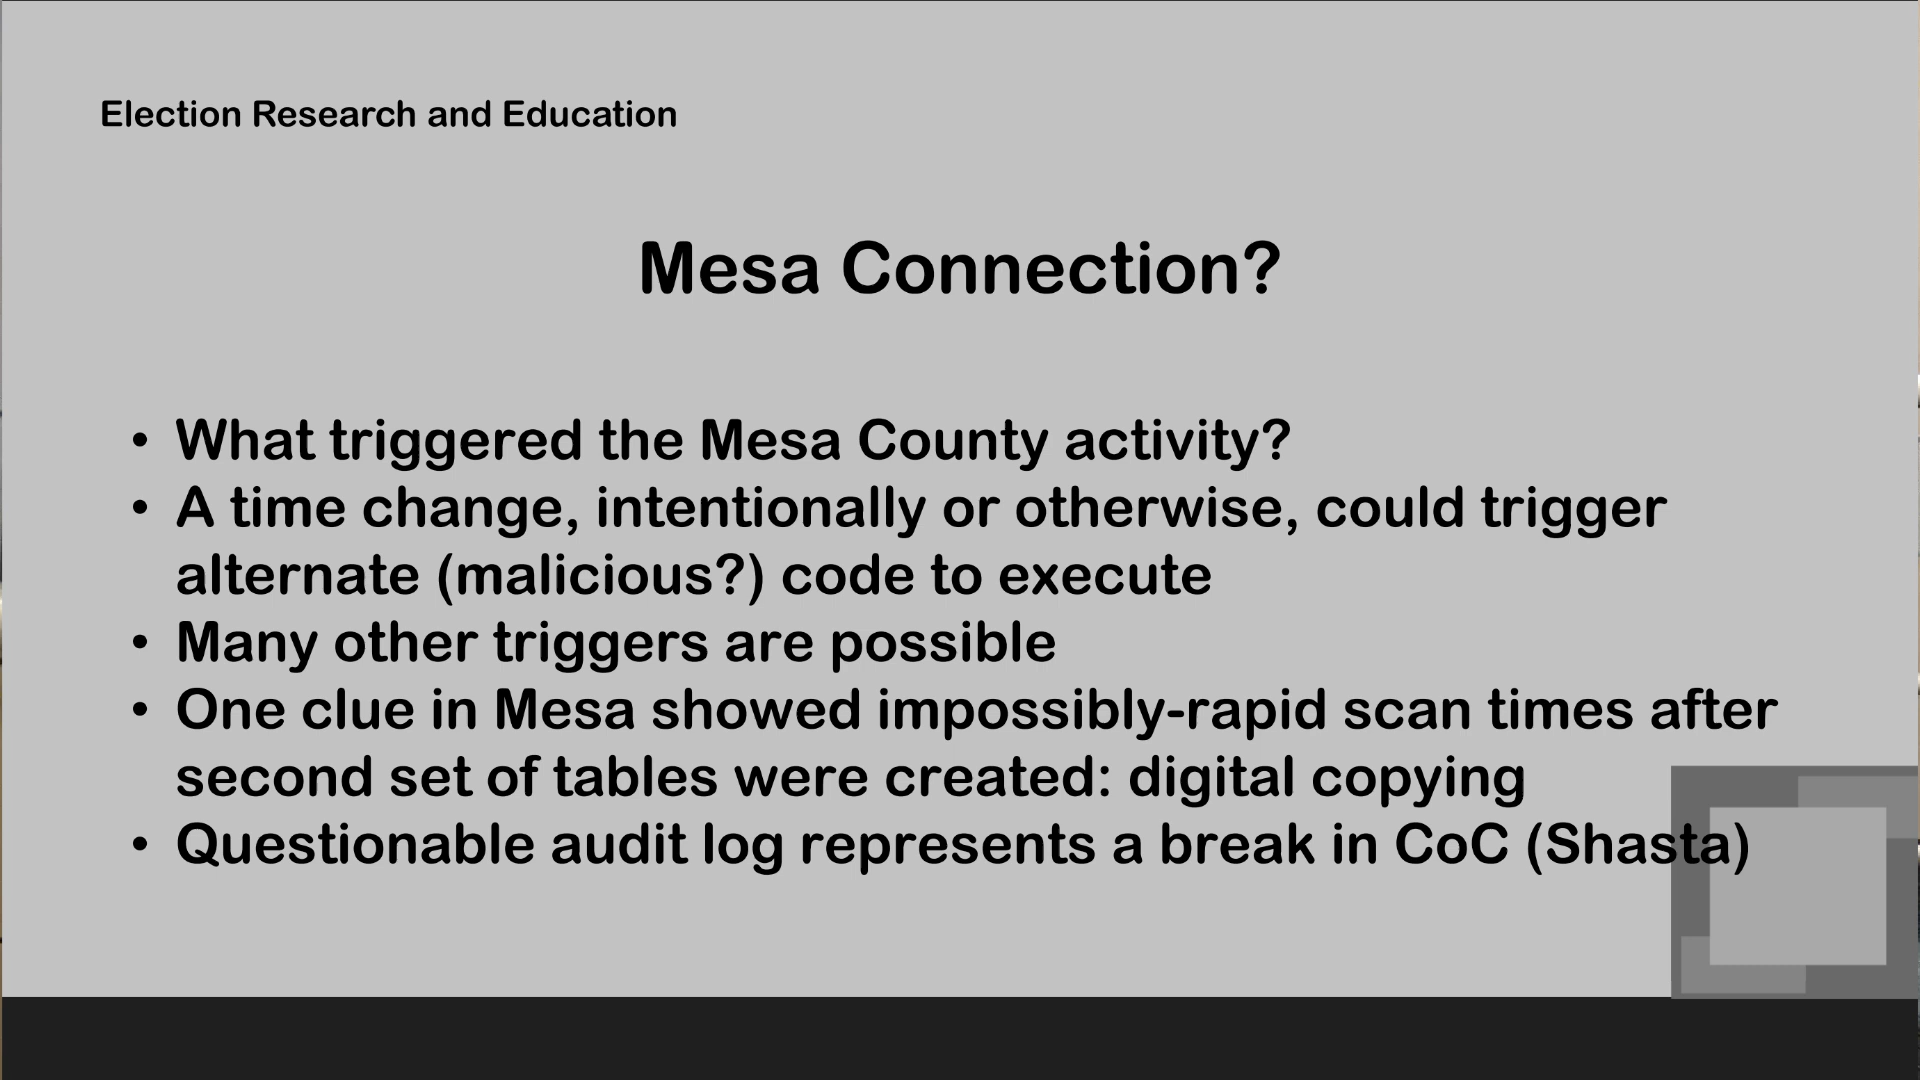 Election Research and Education
Mesa Connection?
• What triggered the Mesa County activity?
• A time change, intentionally or otherwise, could trigger
alternate (malicious?) code to execute
• Many other triggers are possible
• One clue in Mesa showed impossibly-rapid scan times after
second set of tables were created: digital copying
• Questionable audit log represents a break in CoC (Shasta)